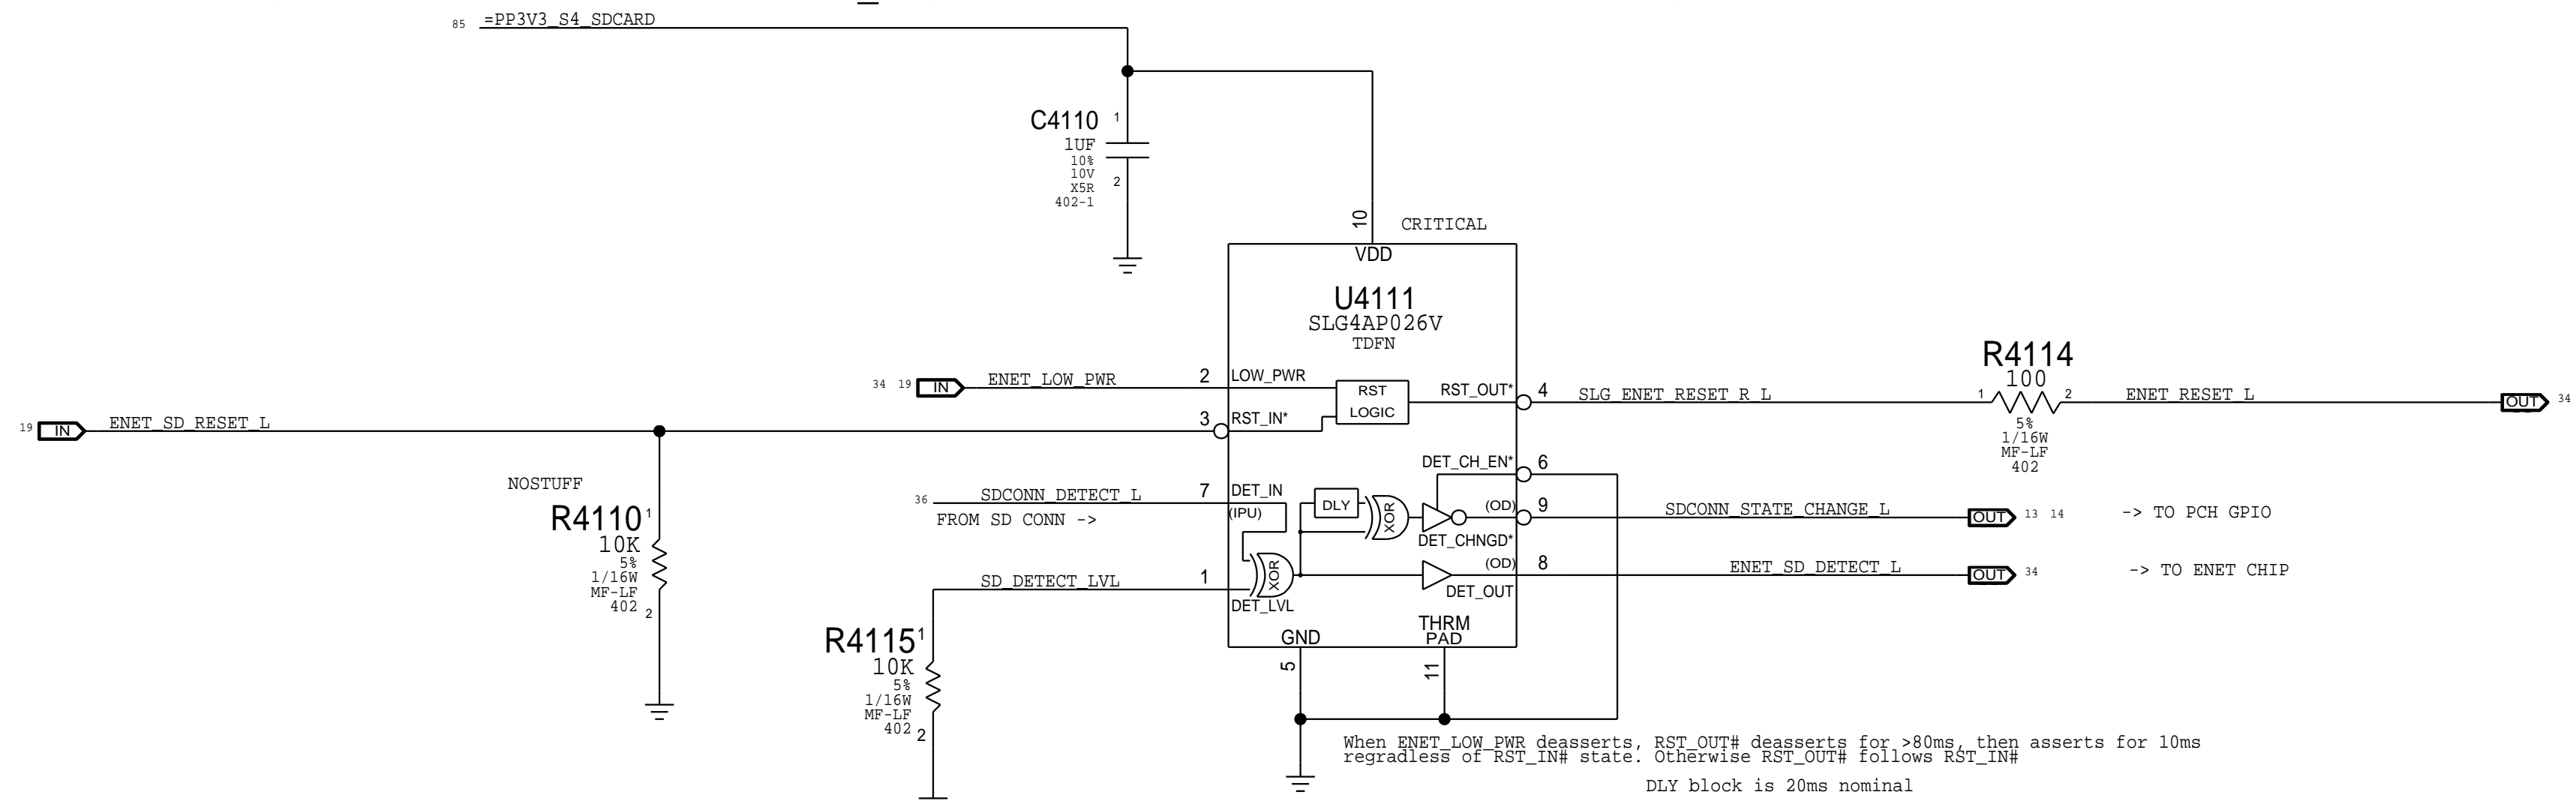 85 =PP3V3_S4_SDCARD
C4110 1
1UF
10%
10V
X5R 2
402-1
10
CRITICAL
VDD
U4111
SLG4AP026V
TDFN
R4114
100
34 19 IN ENET_LOW_PWR 2 LOW_PWR
RST
LOGIC
RST_OUT* 4 SLG_ENET_RESET_R_L 1 2 ENET_RESET_L OUT 34
5%
1/16W
MF-LF
402
19 IN ENET_SD_RESET_L 3 RST_IN*
DET_CH_EN* 6
NOSTUFF
R4110 1
10K
5%
1/16W
MF-LF
402 2
36 SDCONN_DETECT_L 7 DET_IN
(IPU)
FROM SD CONN ->
DLY
XOR
(OD) 9 SDCONN_STATE_CHANGE_L OUT 13 14 -> TO PCH GPIO
DET_CHNGD*
SD_DETECT_LVL 1
XOR
DET_LVL
(OD) 8 ENET_SD_DETECT_L OUT 34 -> TO ENET CHIP
DET_OUT
R4115 1
10K
5%
1/16W
MF-LF
402 2
GND
THRM
PAD
5
11
When ENET_LOW_PWR deasserts, RST_OUT# deasserts for >80ms, then asserts for 10ms
regradless of RST_IN# state. Otherwise RST_OUT# follows RST_IN#
DLY block is 20ms nominal